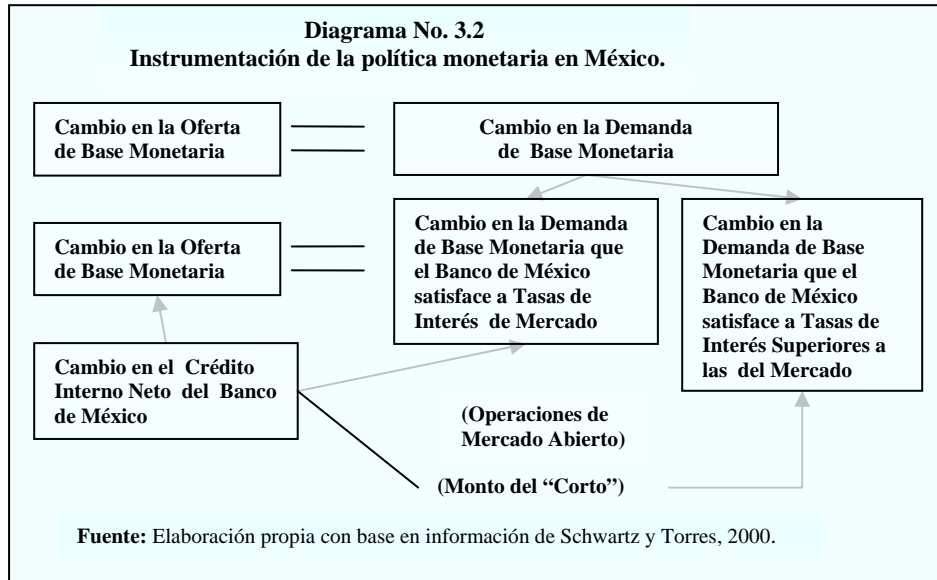 Diagrama No. 3.2
Instrumentación de la política monetaria en México.
Cambio en la Oferta
de Base Monetaria
Cambio en la Demanda
de Base Monetaria
Cambio en la Oferta
de Base Monetaria
Cambio en la Demanda
de Base Monetaria que
el Banco de México
satisface a Tasas de
Interés de Mercado
Cambio en la
Demanda de Base
Monetaria que el
Banco de México
satisface a Tasas de
Interés Superiores a
las del Mercado
Cambio en el Crédito
Interno Neto del Banco
de México
(Operaciones de
Mercado Abierto)
(Monto del “Corto”)
Fuente: Elaboración propia con base en información de Schwartz y Torres, 2000.